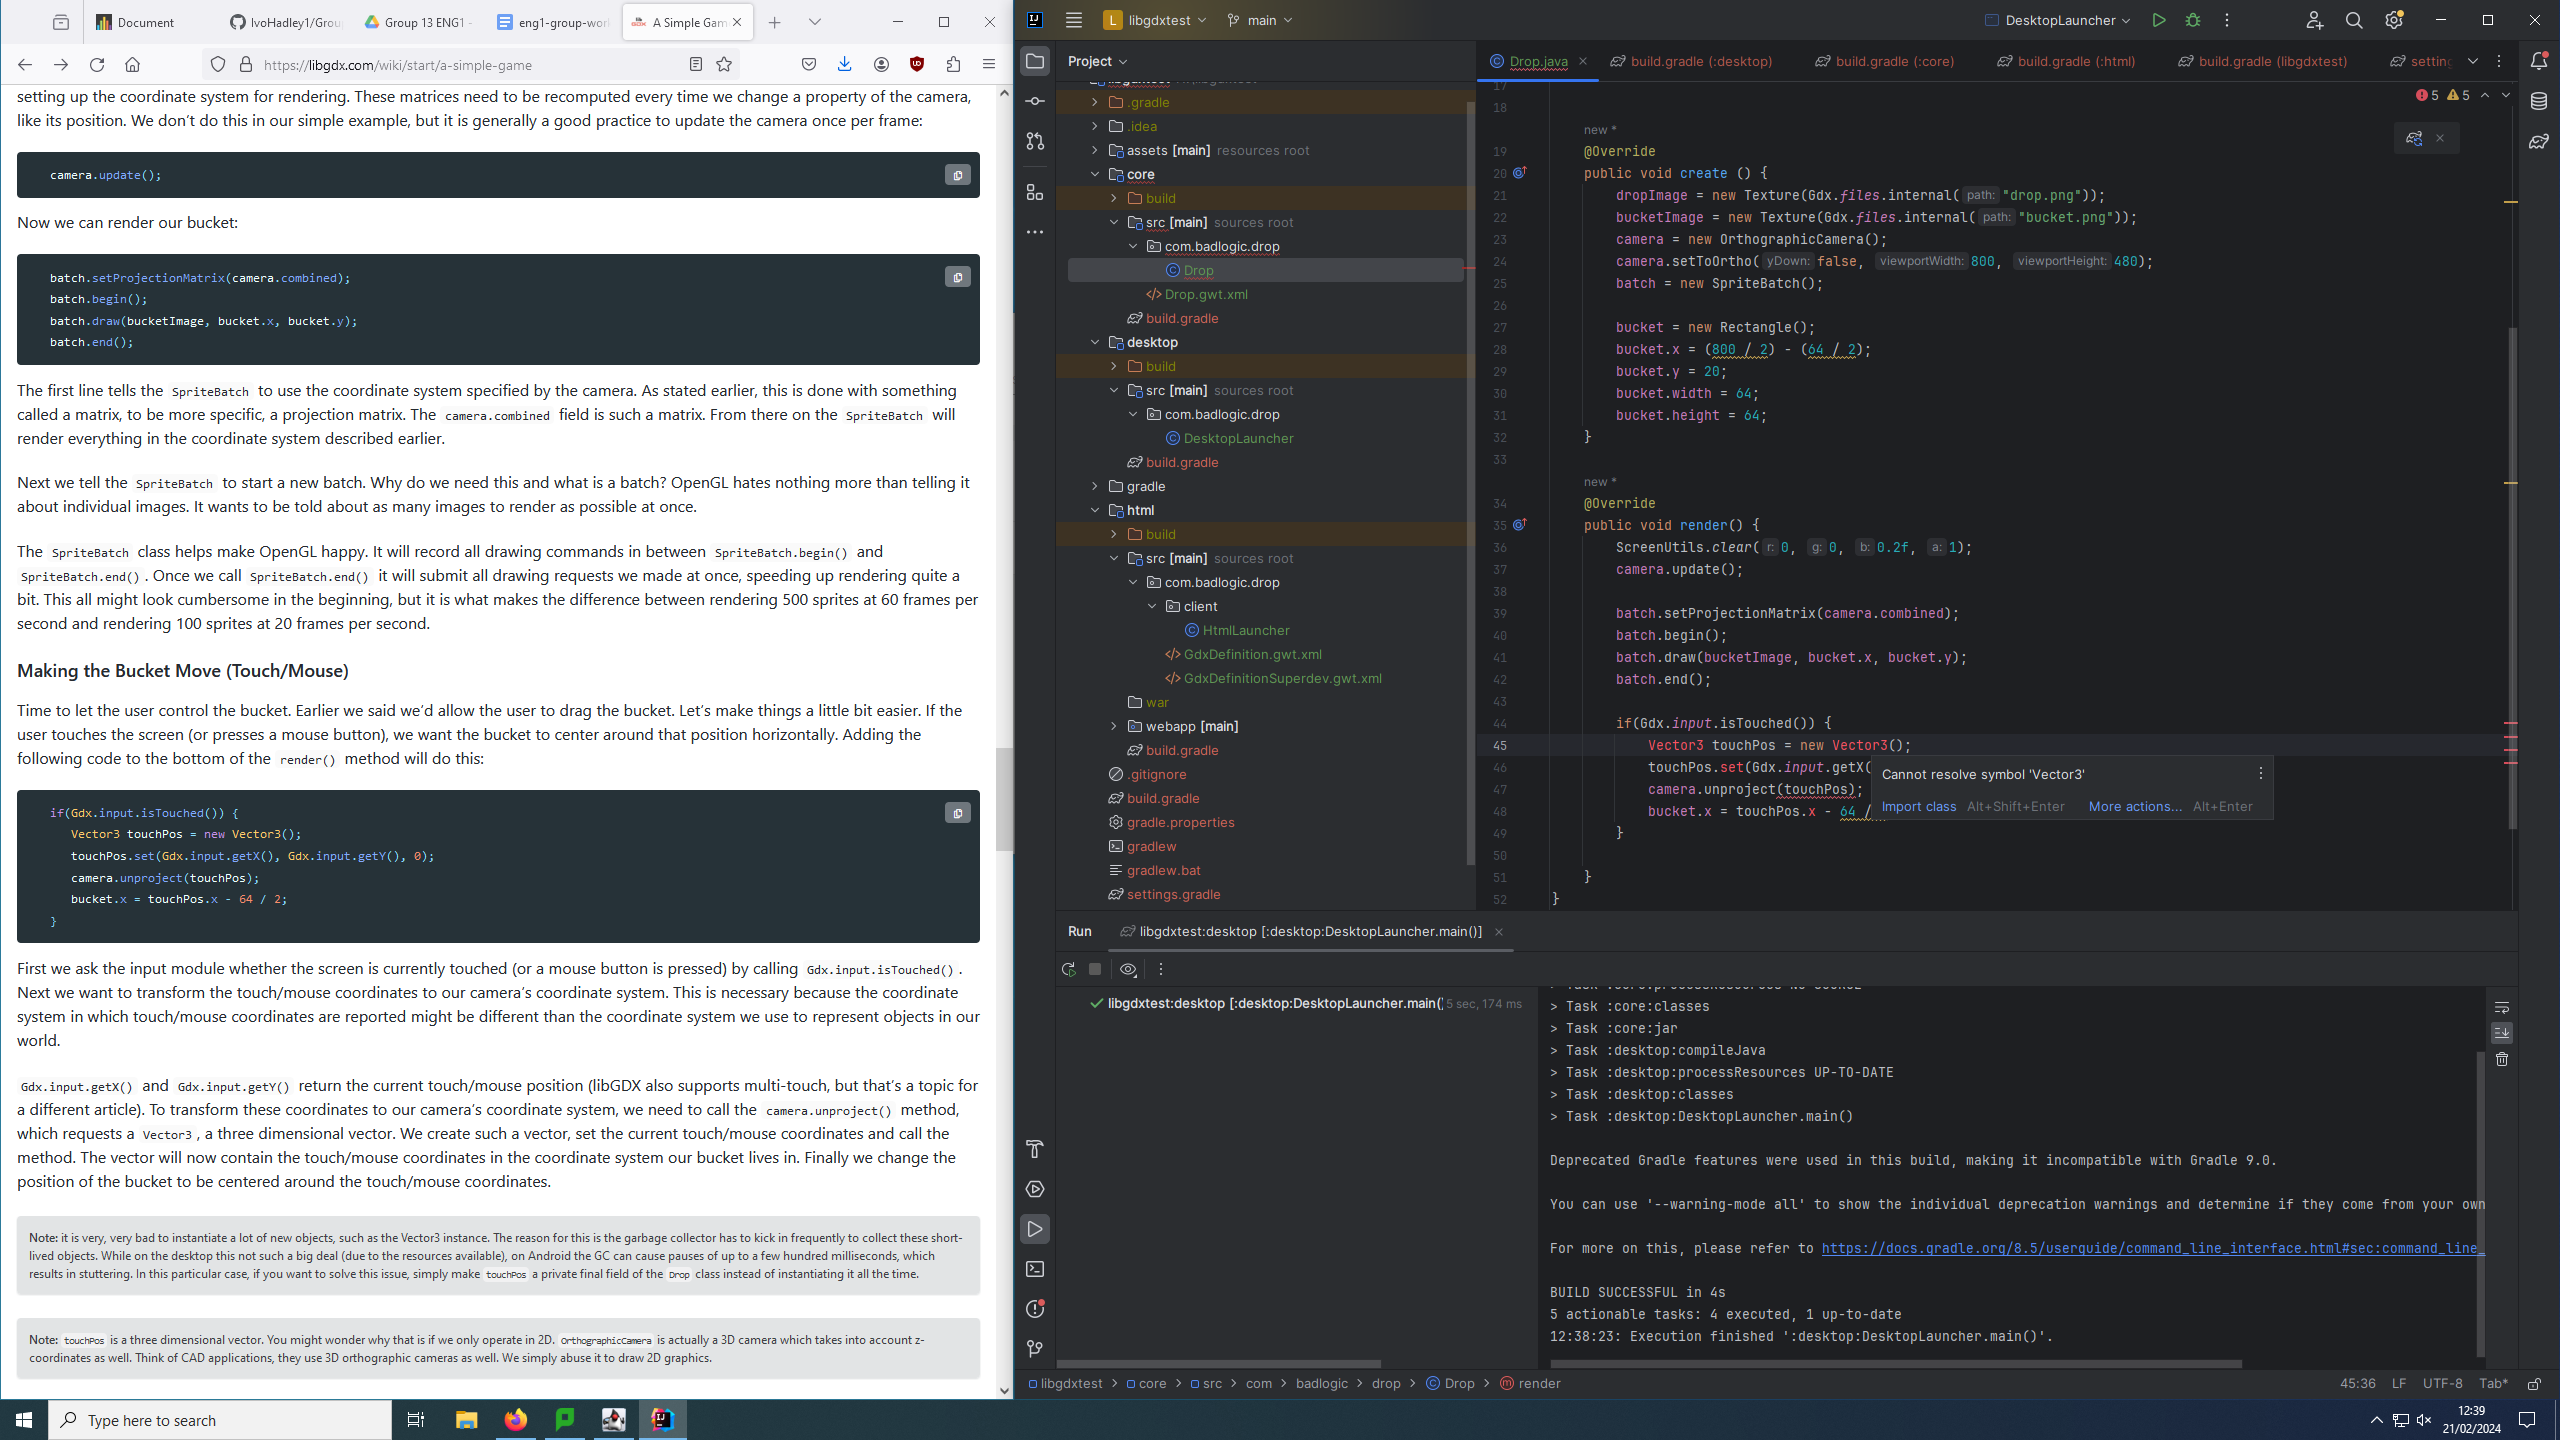 Document
IvoHadley1/Grou
Group 13 ENG1 -
eng1-group-wor
A Simple Gam
https://libgdx.com/wiki/start/a-simple-game
setting up the coordinate system for rendering. These matrices need to be recomputed every time we change a property of the camera,
like its position. We don't do this in our simple example, but it is generally a good practice to update the camera once per frame:
camera.update();
Now we can render our bucket:
batch.setProjectionMatrix(camera.combined);
batch.begin();
batch.draw(bucketImage, bucket.x, bucket.y);
batch.end();
The first line tells the SpriteBatch to use the coordinate system specified by the camera. As stated earlier, this is done with something
called a matrix, to be more specific, a projection matrix. The camera.combined field is such a matrix. From there on the SpriteBatch will
render everything in the coordinate system described earlier.
Next we tell the SpriteBatch to start a new batch. Why do we need this and what is a batch? OpenGL hates nothing more than telling it
about individual images. It wants to be told about as many images to render as possible at once.
The SpriteBatch class helps make OpenGL happy. It will record all drawing commands in between SpriteBatch.begin() and
SpriteBatch.end(). Once we call SpriteBatch.end() it will submit all drawing requests we made at once, speeding up rendering quite a
bit. This all might look cumbersome in the beginning, but it is what makes the difference between rendering 500 sprites at 60 frames per
second and rendering 100 sprites at 20 frames per second.
Making the Bucket Move (Touch/Mouse)
Time to let the user control the bucket. Earlier we said we'd allow the user to drag the bucket. Let's make things a little bit easier. If the
user touches the screen (or presses a mouse button), we want the bucket to center around that position horizontally. Adding the
following code to the bottom of the render() method will do this:
if(Gdx.input.isTouched()) {
Vector3 touchPos = new Vector3();
touchPos.set(Gdx.input.getX(), Gdx.input.getY(), 0);
camera.unproject(touchPos);
bucket.x = touchPos.x - 64 / 2;
}
First we ask the input module whether the screen is currently touched (or a mouse button is pressed) by calling Gdx.input.isTouched().
Next we want to transform the touch/mouse coordinates to our camera's coordinate system. This is necessary because the coordinate
system in which touch/mouse coordinates are reported might be different than the coordinate system we use to represent objects in our
world.
Gdx.input.getX() and Gdx.input.getY() return the current touch/mouse position (libGDX also supports multi-touch, but that's a topic for
a different article). To transform these coordinates to our camera's coordinate system, we need to call the camera.unproject() method,
which requests a Vector3, a three dimensional vector. We create such a vector, set the current touch/mouse coordinates and call the
method. The vector will now contain the touch/mouse coordinates in the coordinate system our bucket lives in. Finally we change the
position of the bucket to be centered around the touch/mouse coordinates.
Note: it is very, very bad to instantiate a lot of new objects, such as the Vector3 instance. The reason for this is the garbage collector has to kick in frequently to collect these short-
lived objects. While on the desktop this not such a big deal (due to the resources available), on Android the GC can cause pauses of up to a few hundred milliseconds, which
results in stuttering. In this particular case, if you want to solve this issue, simply make touchPos a private final field of the Drop class instead of instantiating it all the time.
Note: touchPos is a three dimensional vector. You might wonder why that is if we only operate in 2D. OrthographicCamera is actually a 3D camera which takes into account z-
coordinates as well. Think of CAD applications, they use 3D orthographic cameras as well. We simply abuse it to draw 2D graphics.
L libgdxtest
main
DesktopLauncher
Project
.gradle
.idea
assets [main] resources root
core
build
src [main] sources root
com.badlogic.drop
Drop
Drop.gwt.xml
build.gradle
desktop
build
src [main] sources root
com.badlogic.drop
DesktopLauncher
build.gradle
gradle
html
build
src [main] sources root
com.badlogic.drop
client
HtmlLauncher
GdxDefinition.gwt.xml
GdxDefinitionSuperdev.gwt.xml
war
webapp [main]
build.gradle
.gitignore
build.gradle
gradle.properties
gradlew
gradlew.bat
settings.gradle
Drop.java
build.gradle (:desktop)
build.gradle (:core)
build.gradle (:html)
build.gradle (libgdxtest)
setting
5 5
17
18
new *
19 @Override
20 public void create () {
21 dropImage = new Texture(Gdx.files.internal( path: "drop.png"));
22 bucketImage = new Texture(Gdx.files.internal( path: "bucket.png"));
23 camera = new OrthographicCamera();
24 camera.setToOrtho( yDown: false, viewportWidth: 800, viewportHeight: 480);
25 batch = new SpriteBatch();
26
27 bucket = new Rectangle();
28 bucket.x = (800 / 2) - (64 / 2);
29 bucket.y = 20;
30 bucket.width = 64;
31 bucket.height = 64;
32 }
33
new *
34 @Override
35 public void render() {
36 ScreenUtils.clear( r: 0, g: 0, b: 0.2f, a: 1);
37 camera.update();
38
39 batch.setProjectionMatrix(camera.combined);
40 batch.begin();
41 batch.draw(bucketImage, bucket.x, bucket.y);
42 batch.end();
43
44 if(Gdx.input.isTouched()) {
45 Vector3 touchPos = new Vector3();
46 touchPos.set(Gdx.input.getX(
47 camera.unproject(touchPos);
48 bucket.x = touchPos.x - 64 /
49 }
50
51 }
52 }
Cannot resolve symbol 'Vector3'
Import class Alt+Shift+Enter More actions... Alt+Enter
Run
libgdxtest:desktop [:desktop:DesktopLauncher.main()]
libgdxtest:desktop [:desktop:DesktopLauncher.main() 5 sec, 174 ms
> Task :core:classes
> Task :core:jar
> Task :desktop:compileJava
> Task :desktop:processResources UP-TO-DATE
> Task :desktop:classes
> Task :desktop:DesktopLauncher.main()
Deprecated Gradle features were used in this build, making it incompatible with Gradle 9.0.
You can use '--warning-mode all' to show the individual deprecation warnings and determine if they come from your own
For more on this, please refer to https://docs.gradle.org/8.5/userguide/command_line_interface.html#sec:command_line_
BUILD SUCCESSFUL in 4s
5 actionable tasks: 4 executed, 1 up-to-date
12:38:23: Execution finished ':desktop:DesktopLauncher.main()'.
libgdxtest > core > src > com > badlogic > drop > Drop > render
45:36 LF UTF-8 Tab*
Type here to search
12:39
21/02/2024